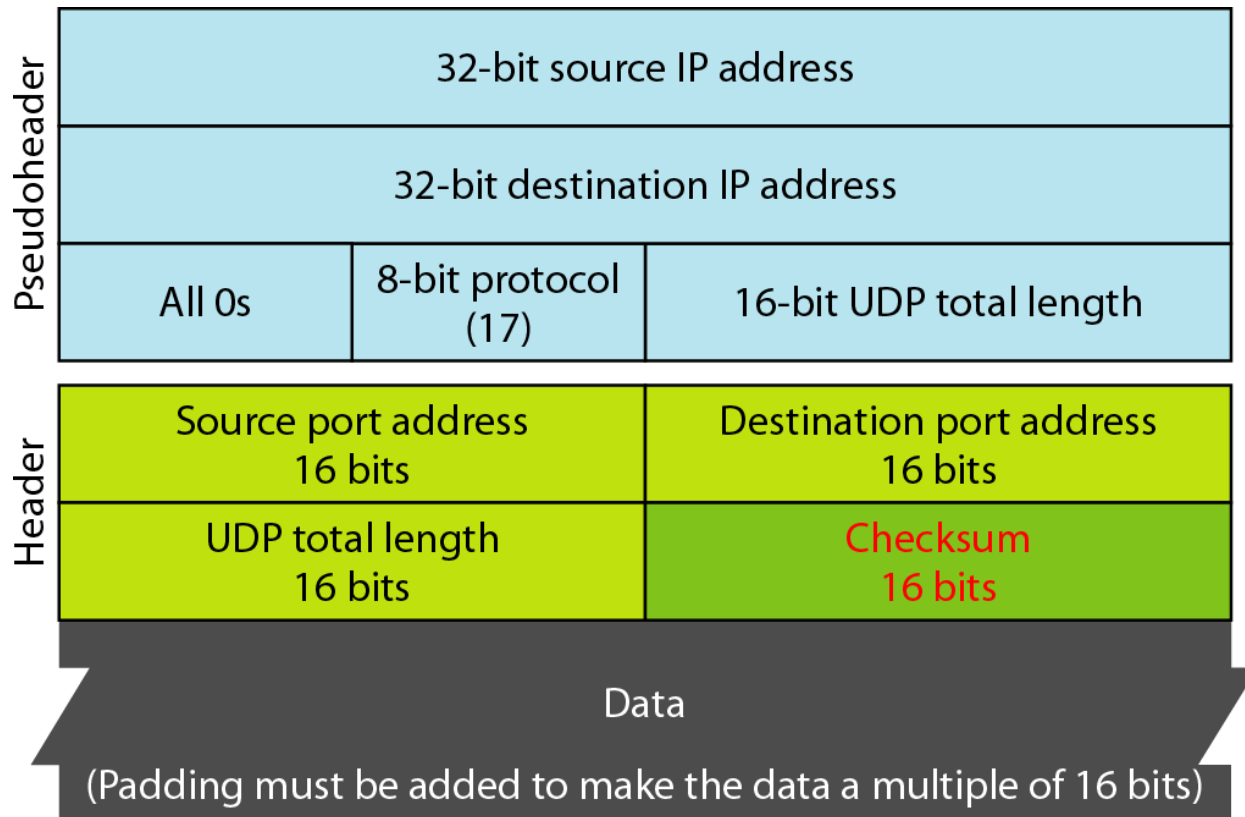 Pseudoheader
32-bit source IP address
32-bit destination IP address
All 0s
8-bit protocol
(17)
16-bit UDP total length
Header
Source port address
16 bits
Destination port address
16 bits
UDP total length
16 bits
Checksum
16 bits
Data
(Padding must be added to make the data a multiple of 16 bits)